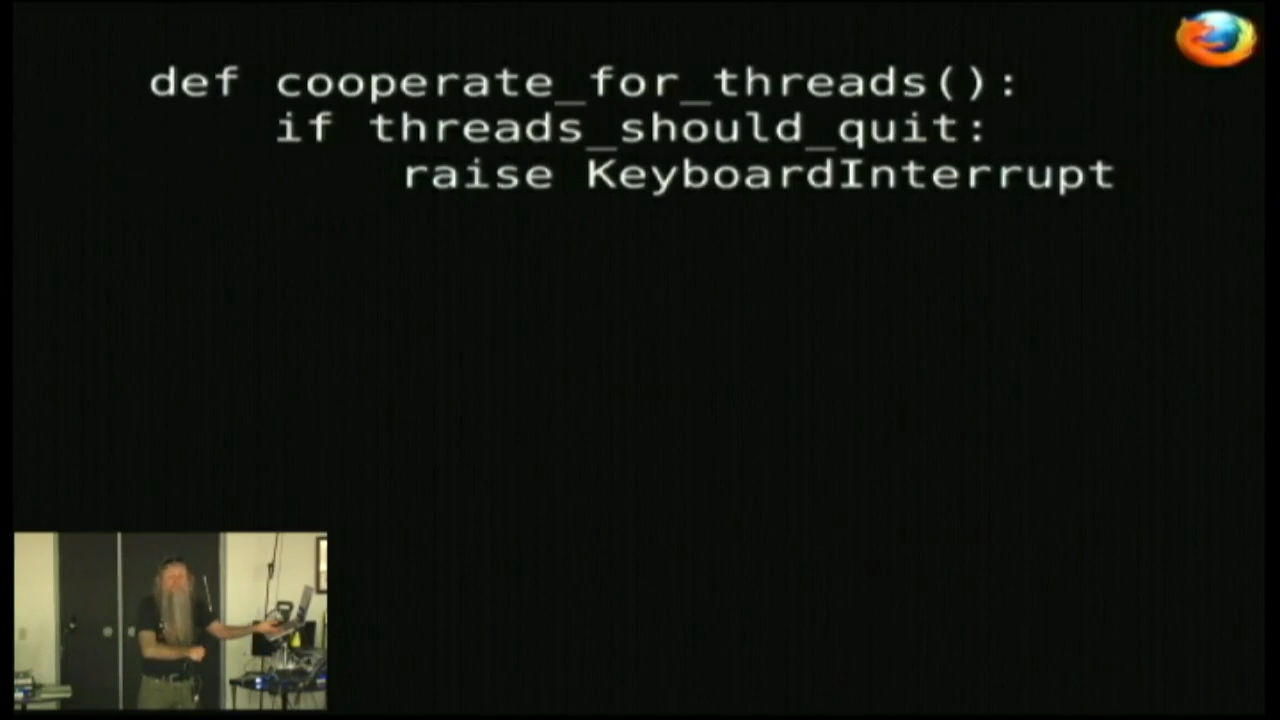 def cooperate_for_threads():
if threads_should_quit:
raise KeyboardInterrupt